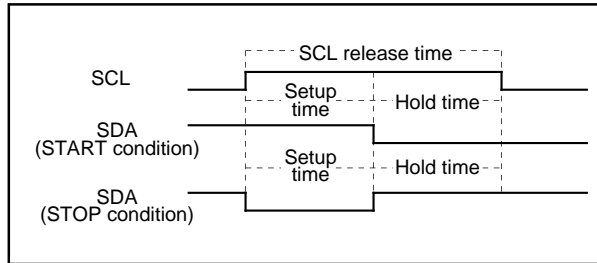 SCL release time
SCL
Setup
time
Hold time
SDA
(START condition)
Setup
time
Hold time
SDA
(STOP condition)